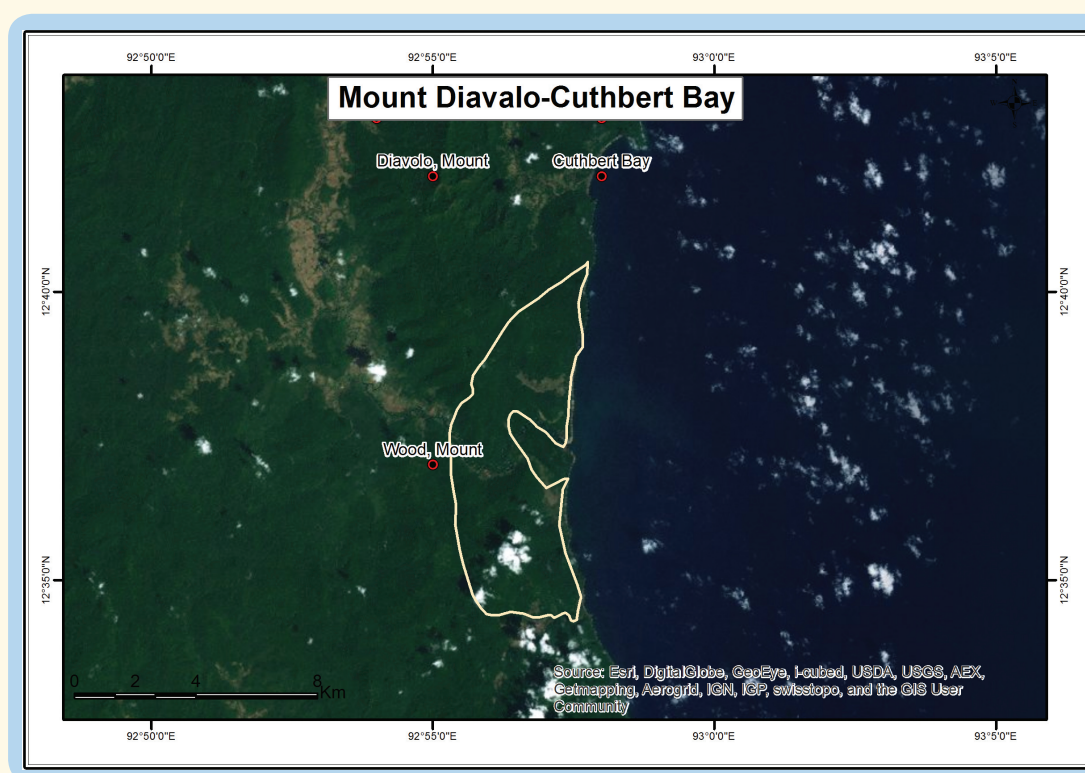 92°50'0"E 92°55'0"E 93°0'0"E 93°5'0"E
Mount Diavalo-Cuthbert Bay
Diavolo, Mount Cuthbert Bay
12°40'0"N 12°40'0"N
Wood, Mount
12°35'0"N 12°35'0"N
Source: Esri, DigitalGlobe, GeoEye, i-cubed, USDA, USGS, AEX,
Getmapping, Aerogrid, IGN, IGP, swisstopo, and the GIS User
Community
0 2 4 8
Km
92°50'0"E 92°55'0"E 93°0'0"E 93°5'0"E